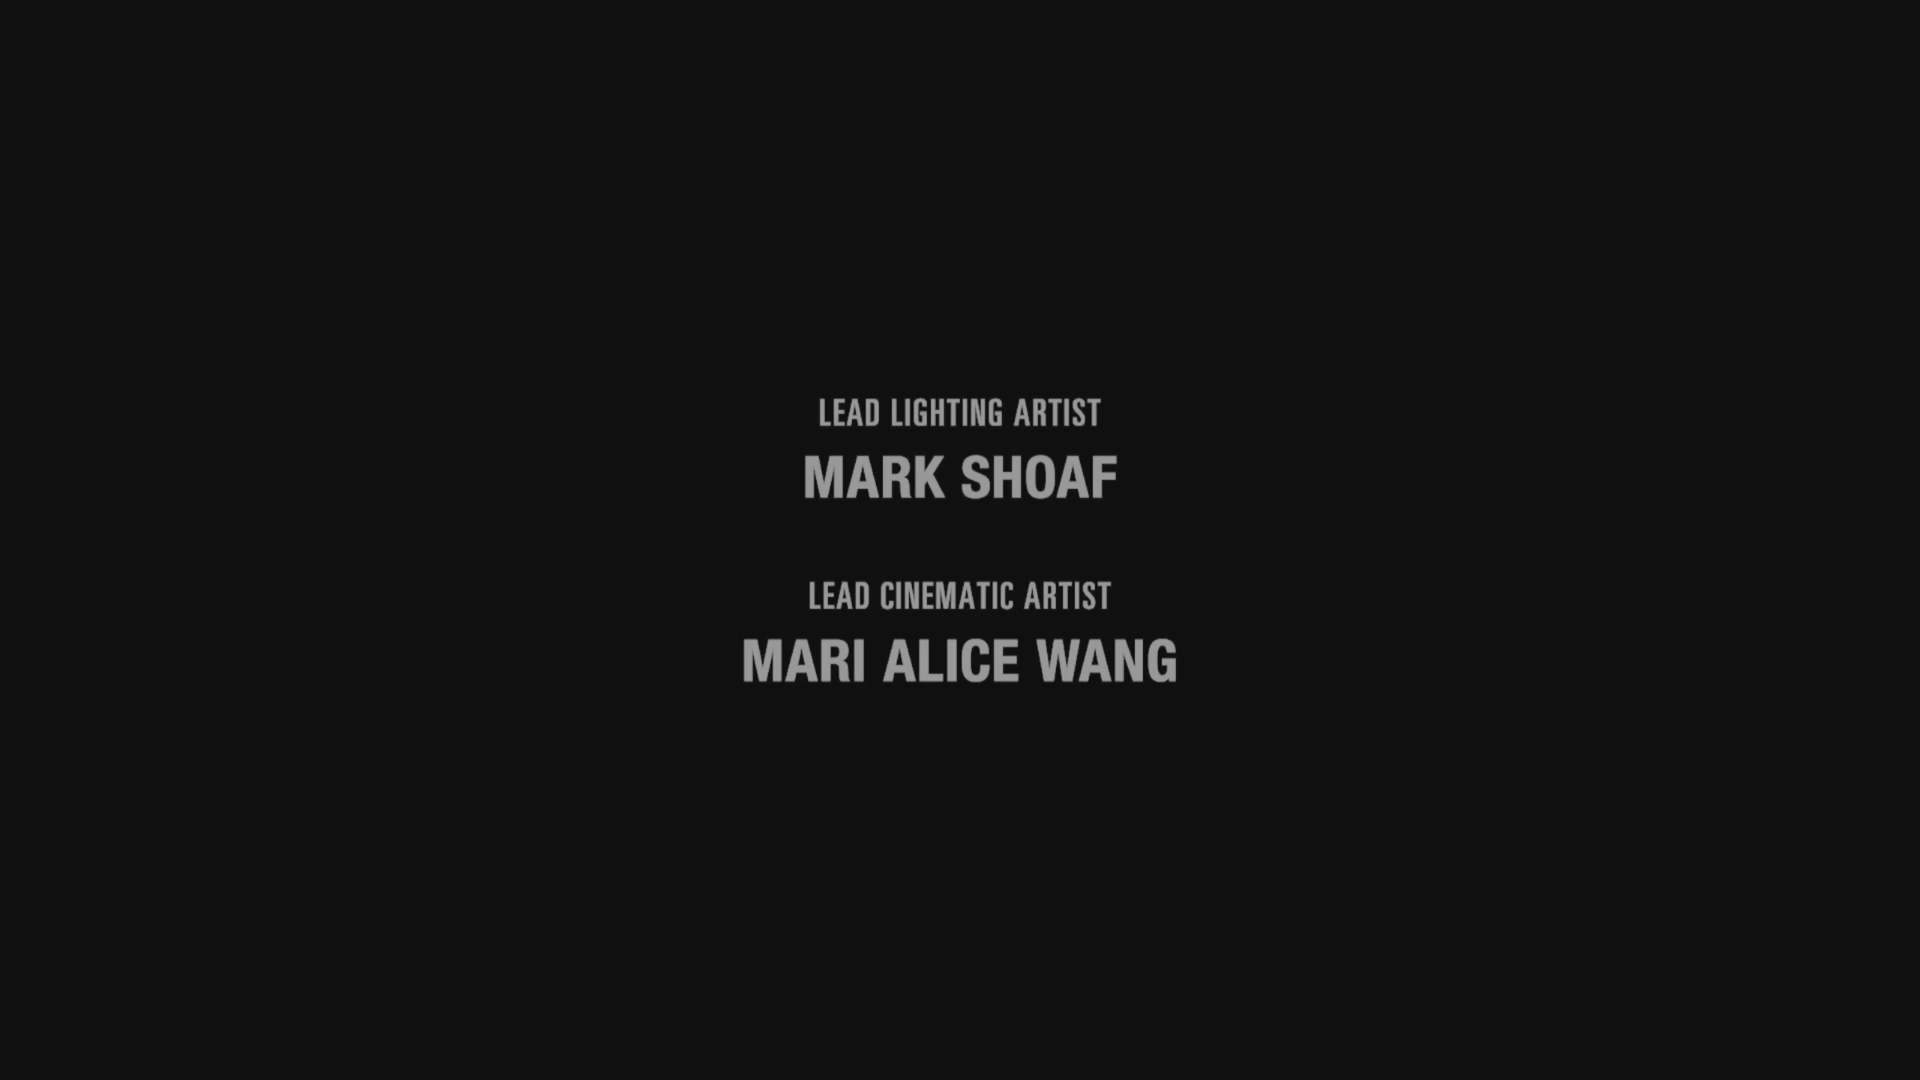 LEAD LIGHTING ARTIST
MARK SHOAF
LEAD CINEMATIC ARTIST
MARI ALICE WANG